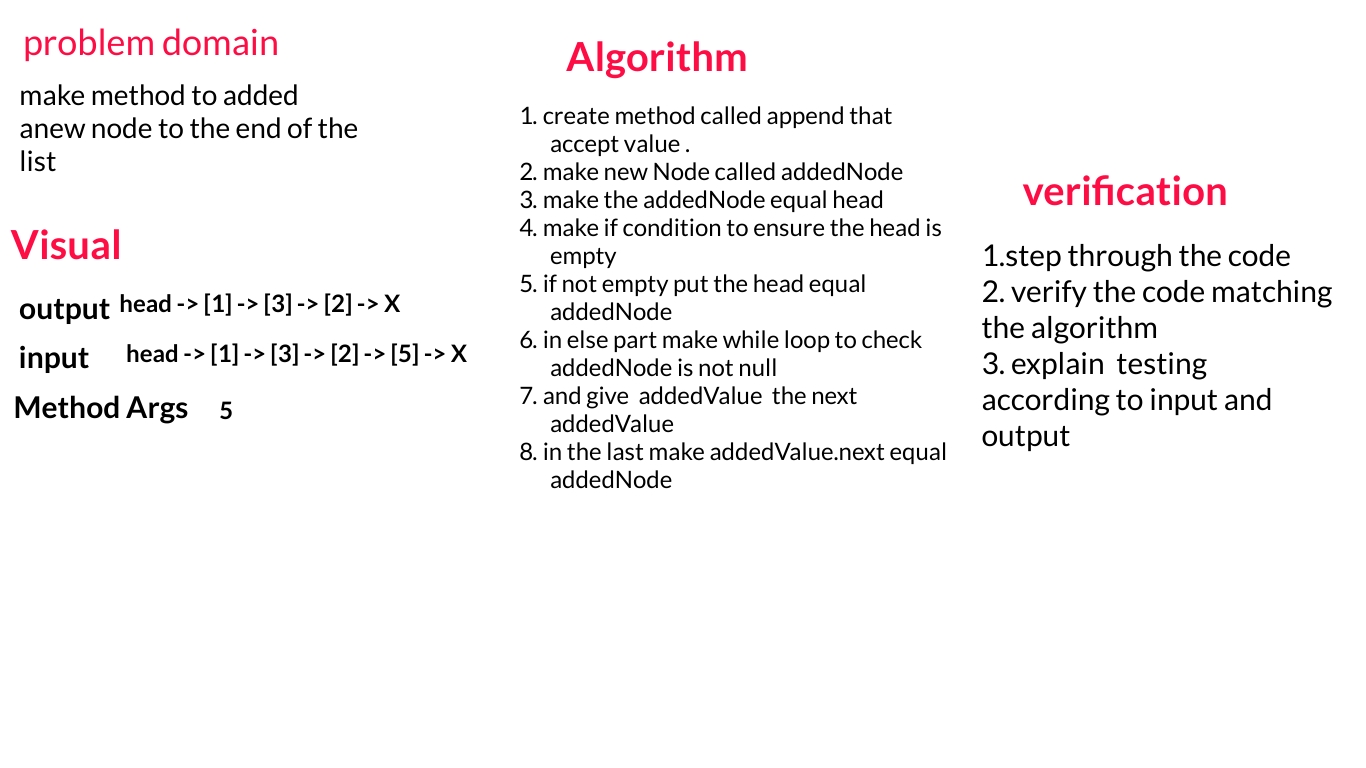 problem domain
make method to added
anew node to the end of the
list
Visual
output head -> [1] -> [3] -> [2] -> X
input head -> [1] -> [3] -> [2] -> [5] -> X
Method Args 5
Algorithm
1. create method called append that
accept value .
2. make new Node called addedNode
3. make the addedNode equal head
4. make if condition to ensure the head is
empty
5. if not empty put the head equal
addedNode
6. in else part make while loop to check
addedNode is not null
7. and give addedValue the next
addedValue
8. in the last make addedValue.next equal
addedNode
verification
1.step through the code
2. verify the code matching
the algorithm
3. explain testing
according to input and
output